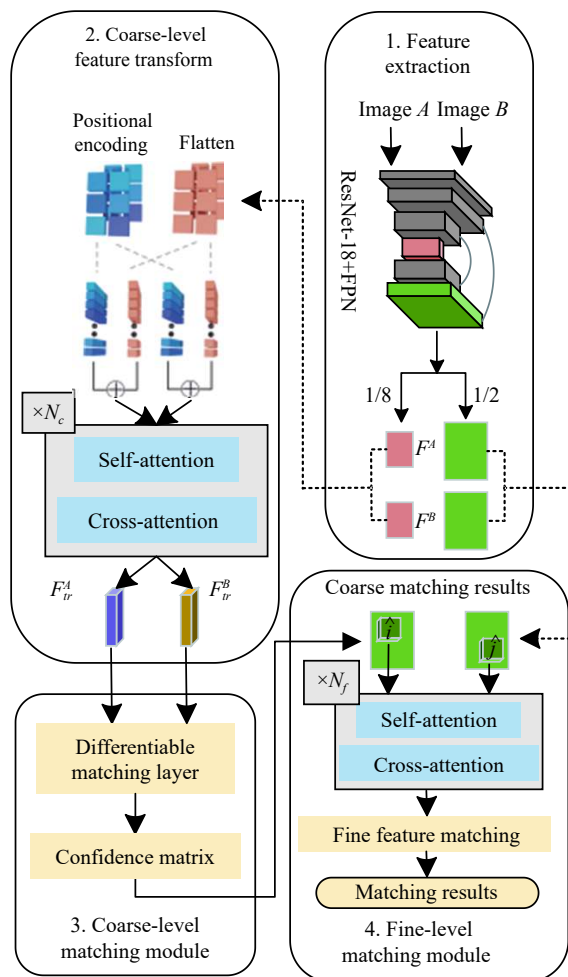 1. Feature
extraction
Image A Image B
ResNet-18+FPN
1/8 1/2
F^A
F^B
2. Coarse-level
feature transform
Positional
encoding
Flatten
×N_c
Self-attention
Cross-attention
F_tr^A F_tr^B
Differentiable
matching layer
Confidence matrix
3. Coarse-level
matching module
Coarse matching results
î ĵ
×N_f
Self-attention
Cross-attention
Fine feature matching
Matching results
4. Fine-level
matching module